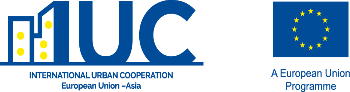 IUC
INTERNATIONAL URBAN COOPERATION
European Union –Asia
A European Union
Programme